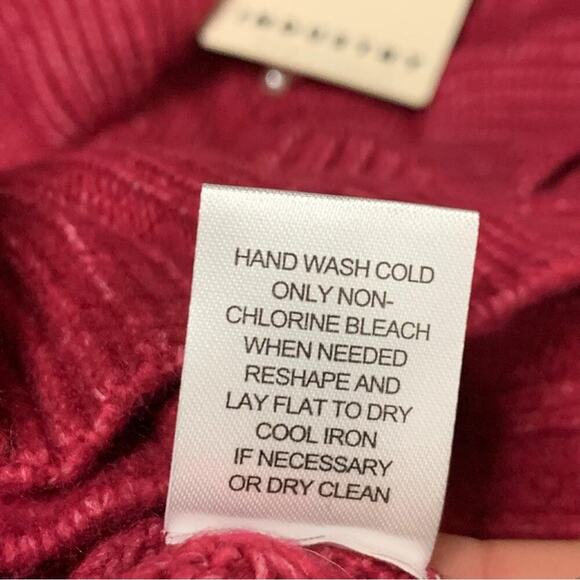 INDUSTRY
HAND WASH COLD
ONLY NON-
CHLORINE BLEACH
WHEN NEEDED
RESHAPE AND
LAY FLAT TO DRY
COOL IRON
IF NECESSARY
OR DRY CLEAN